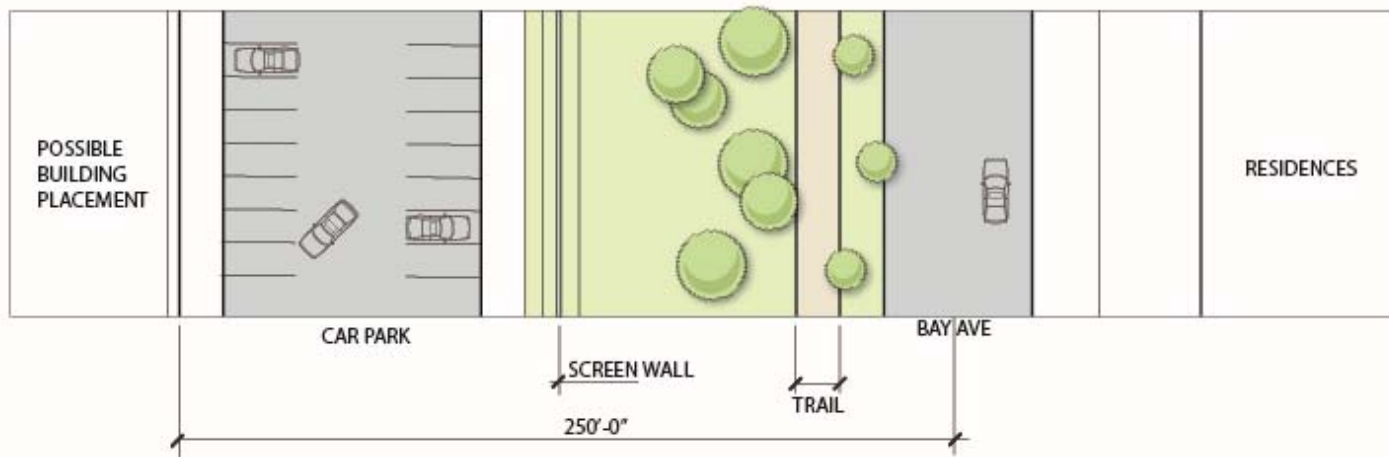 POSSIBLE
BUILDING
PLACEMENT
RESIDENCES
CAR PARK
BAY AVE
SCREEN WALL
TRAIL
250'-0"